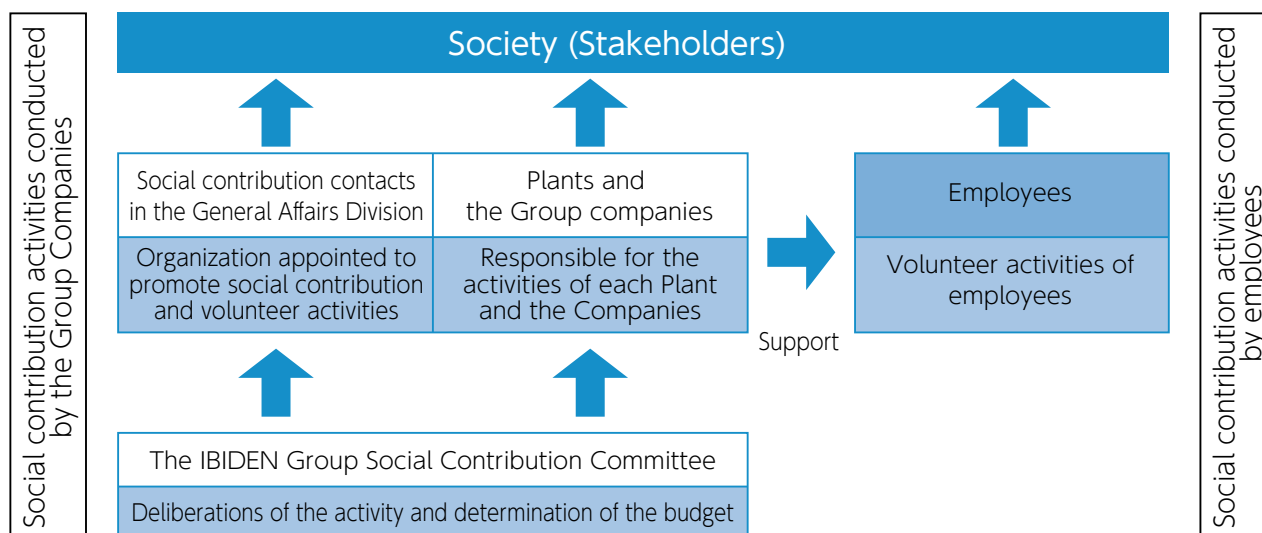 Social contribution activities conducted
by the Group Companies
Society (Stakeholders)
Social contribution contacts
in the General Affairs Division
Organization appointed to
promote social contribution
and volunteer activities
Plants and
the Group companies
Responsible for the
activities of each Plant
and the Companies
Support
Employees
Volunteer activities of
employees
The IBIDEN Group Social Contribution Committee
Deliberations of the activity and determination of the budget
Social contribution activities conducted
by employees